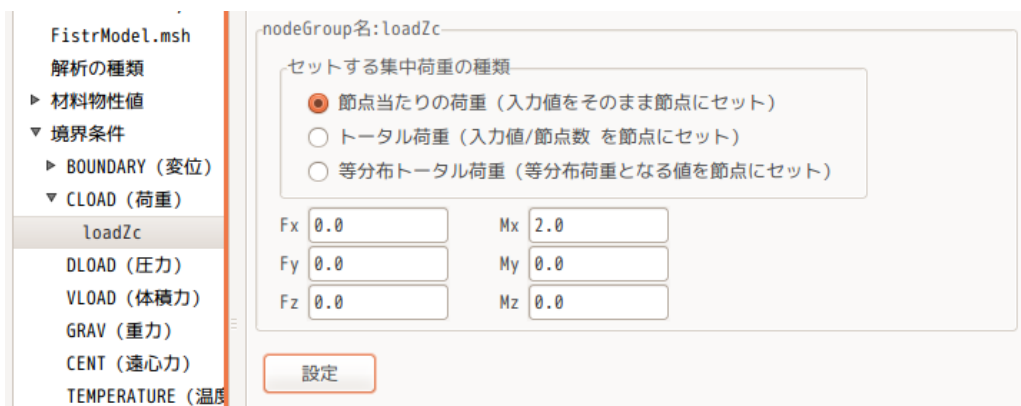 FistrModel.msh
解析の種類
材料物性値
境界条件
BOUNDARY (変位)
CLOAD (荷重)
loadZc
DLOAD (圧力)
VLOAD (体積力)
GRAV (重力)
CENT (遠心力)
TEMPERATURE (温度
nodeGroup名:loadZc
セットする集中荷重の種類
節点当たりの荷重 (入力値をそのまま節点にセット)
トータル荷重 (入力値/節点数 を節点にセット)
等分布トータル荷重 (等分布荷重となる値を節点にセット)
Fx 0.0 Mx 2.0
Fy 0.0 My 0.0
Fz 0.0 Mz 0.0
設定